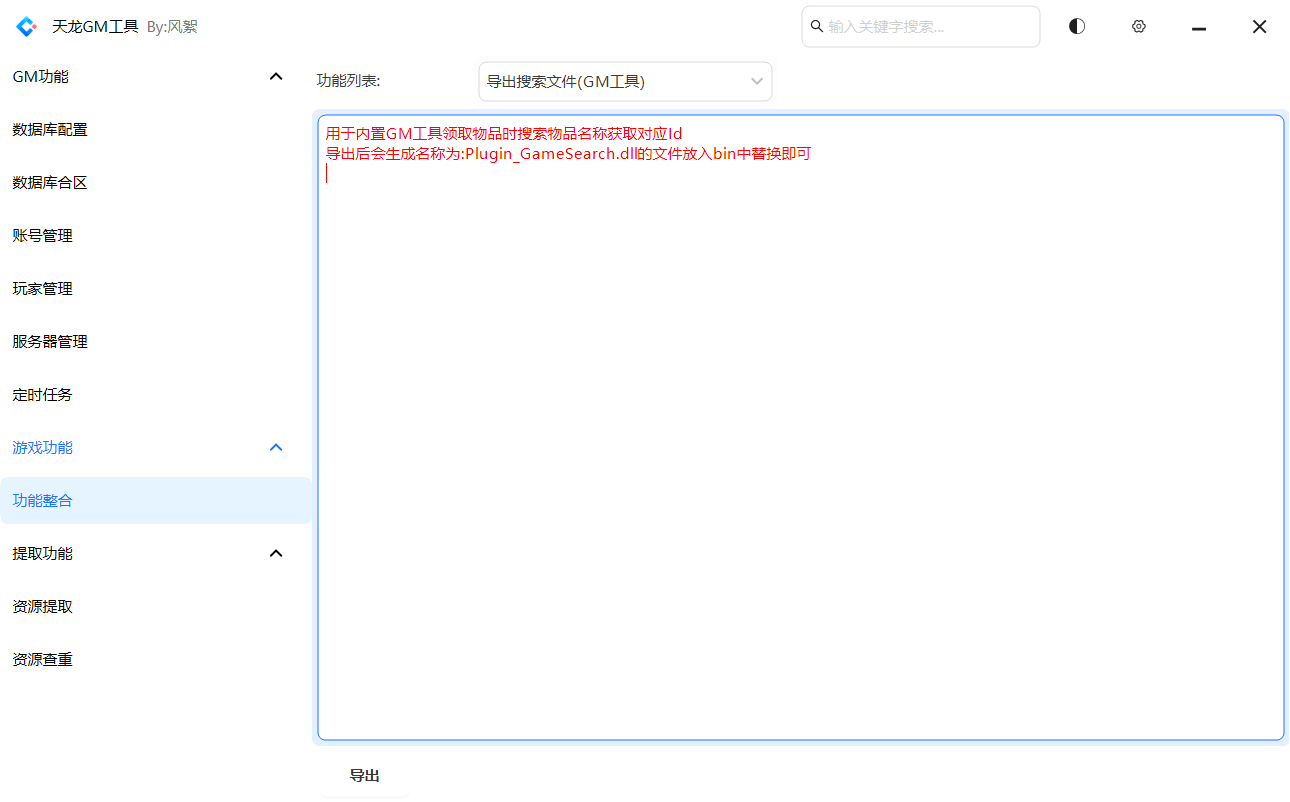 天龙GM工具 By:风絮
输入关键字搜索...
GM功能
数据库配置
数据库合区
账号管理
玩家管理
服务器管理
定时任务
游戏功能
功能整合
提取功能
资源提取
资源查重
功能列表:
导出搜索文件(GM工具)
用于内置GM工具领取物品时搜索物品名称获取对应Id
导出后会生成名称为:Plugin_GameSearch.dll的文件放入bin中替换即可
导出